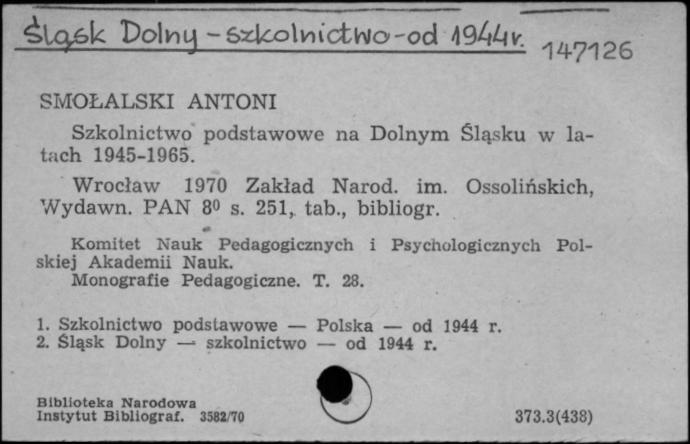 Śląsk Dolny - szkolnictwo - od 1944r.
147126
SMOŁALSKI ANTONI
Szkolnictwo podstawowe na Dolnym Śląsku w la-
tach 1945-1965.
Wrocław 1970 Zakład Narod. im. Ossolińskich,
Wydawn. PAN 8⁰ s. 251, tab., bibliogr.
Komitet Nauk Pedagogicznych i Psychologicznych Pol-
skiej Akademii Nauk.
Monografie Pedagogiczne. T. 28.
1. Szkolnictwo podstawowe — Polska — od 1944 r.
2. Śląsk Dolny — szkolnictwo — od 1944 r.
Biblioteka Narodowa
Instytut Bibliograf. 3582/70
373.3(438)